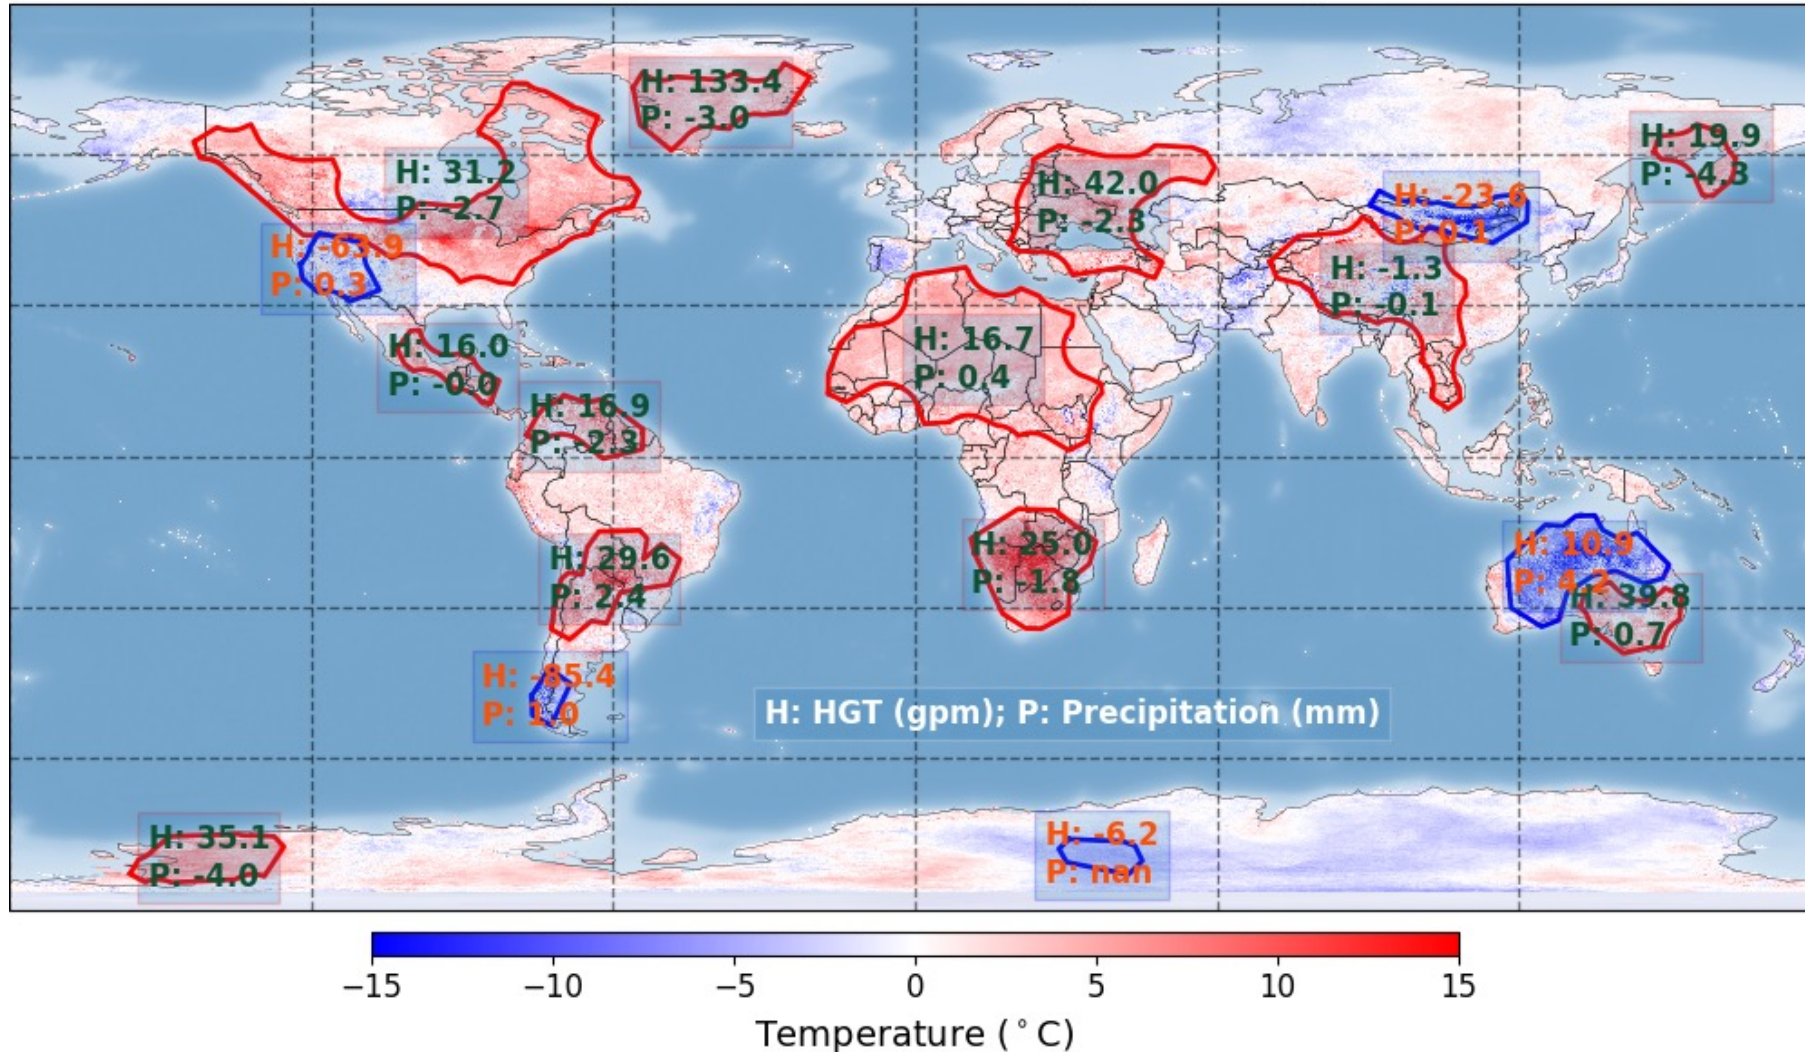 H: 133.4
P: -3.0
H: 19.9
P: -4.3
H: 31.2
P: -2.7
H: 42.0
P: -2.3
H: -23.6
P: 0.1
H: -63.9
P: 0.3
H: -1.3
P: -0.1
H: 16.0
P: -0.0
H: 16.7
P: 0.4
H: 16.9
P: -2.3
H: 29.6
P: 2.4
H: 25.0
P: -1.8
H: 10.9
P: 4.2
H: 39.8
P: 0.7
H: -85.4
P: 1.0
H: HGT (gpm); P: Precipitation (mm)
H: 35.1
P: -4.0
H: -6.2
P: nan
−15 −10 −5 0 5 10 15
Temperature (°C)